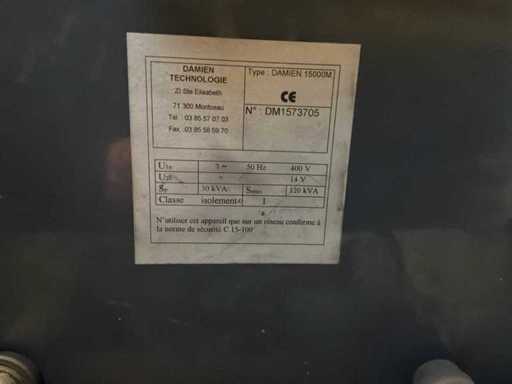 DAMIEN
TECHNOLOGIE
ZI Ste Elisabeth
71 300 Montceau
Tel : 03 85 57 07 03
Fax : 03 85 58 59 70
Type : DAMIEN 15000M
CE
N° : DM1573705
50 Hz 400 V
14 V
30 kVA 120 kVA
Classe isolement I
N'utiliser cet appareil que sur un réseau conforme à
la norme de sécurité C 15-100